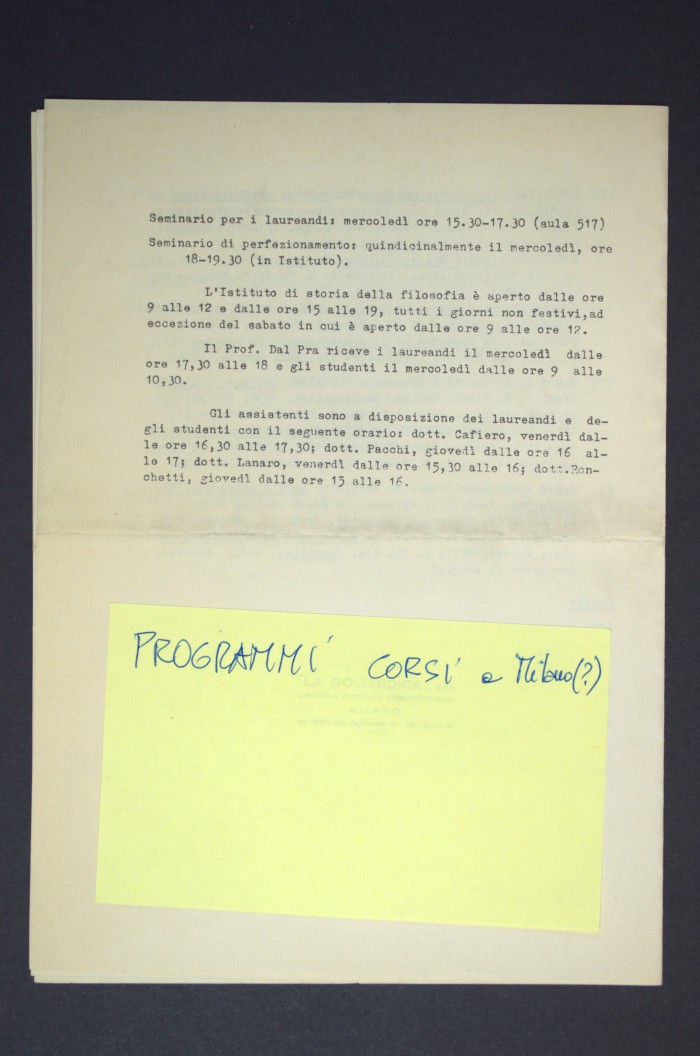 Seminario per i laureandi: mercoledì ore 15.30-17.30 (aula 517)
Seminario di perfezionamento: quindicinalmente il mercoledì, ore
18-19.30 (in Istituto).
L'Istituto di storia della filosofia è aperto dalle ore
9 alle 12 e dalle ore 15 alle 19, tutti i giorni non festivi,ad
eccezione del sabato in cui è aperto dalle ore 9 alle ore 12.
Il Prof. Dal Pra riceve i laureandi il mercoledì dalle
ore 17,30 alle 18 e gli studenti il mercoledì dalle ore 9 alle
10,30.
Gli assistenti sono a disposizione dei laureandi e de-
gli studenti con il seguente orario: dott. Cafiero, venerdì dal-
le ore 16,30 alle 17,30; dott. Pacchi, giovedì dalle ore 16 al-
le 17; dott. Lanaro, venerdì dalle ore 15,30 alle 16; dott.Ron-
chetti, giovedì dalle ore 15 alle 16.
PROGRAMMI CORSI a Milano(?)
LA GOLIARDICA
MILANO